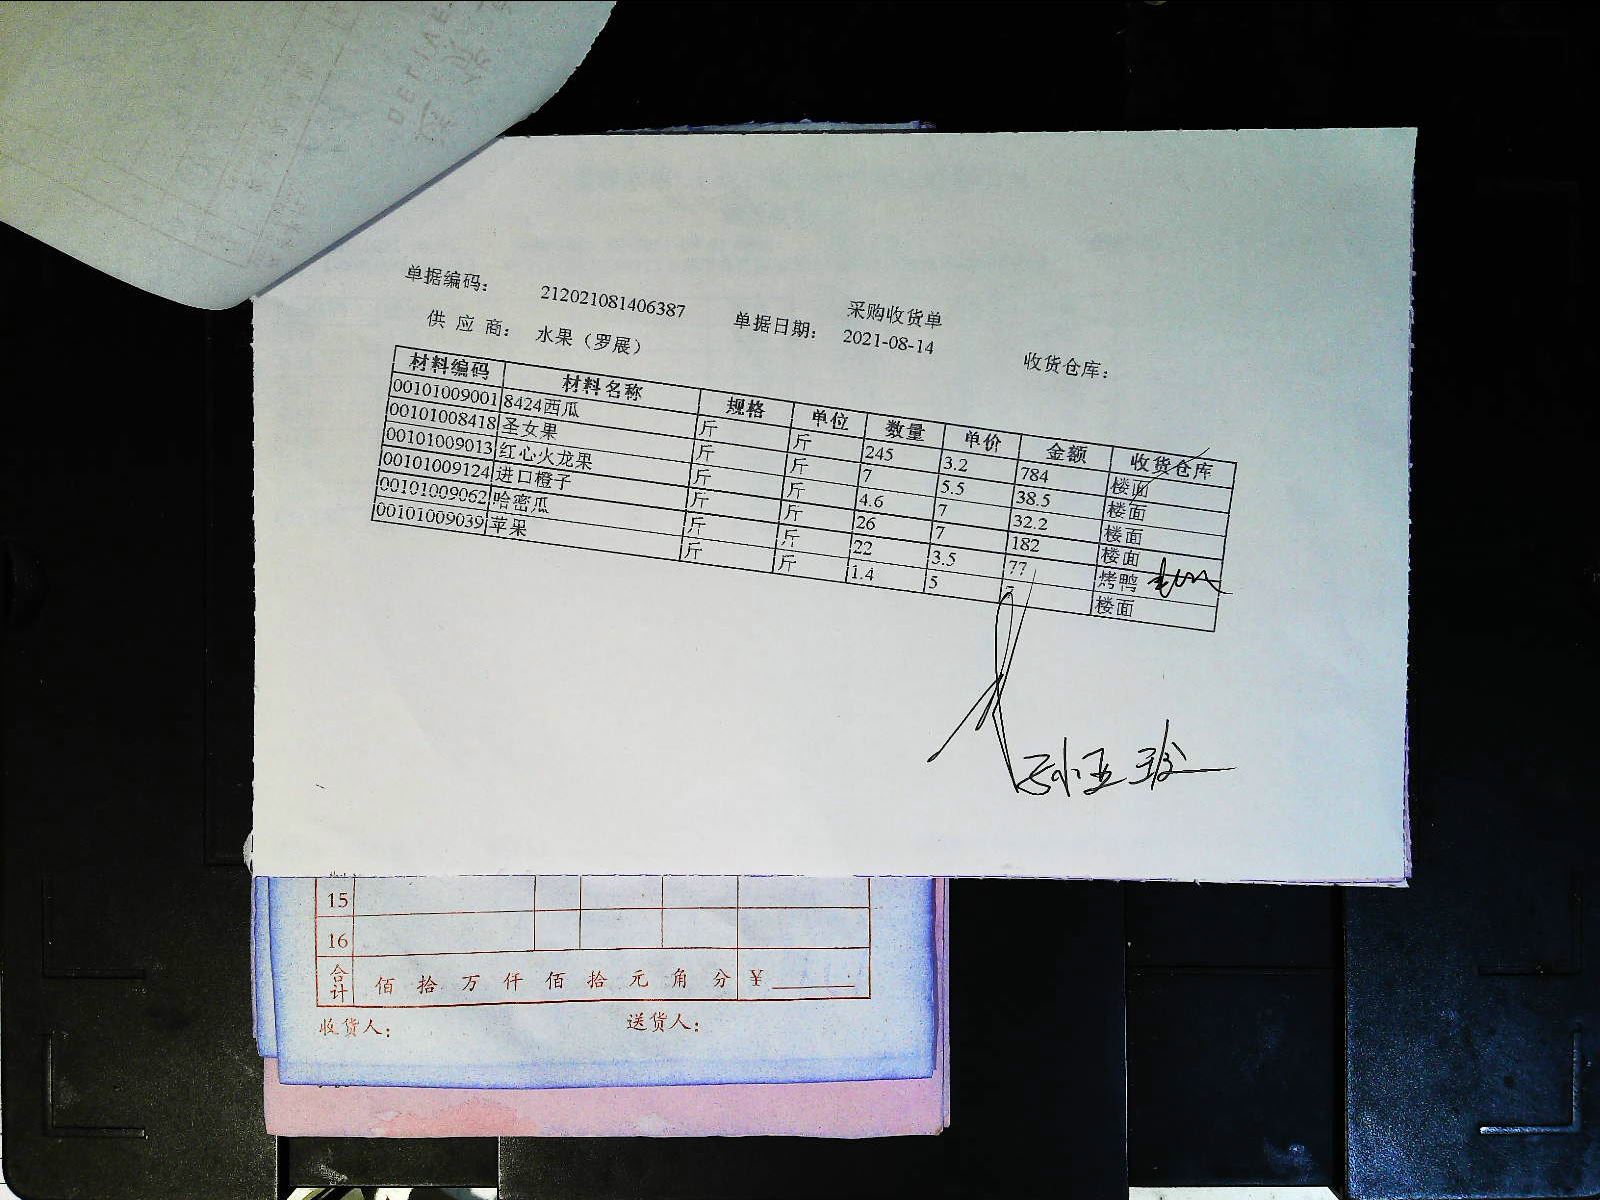 采购收货单
单据编码： 212021081406387 单据日期： 2021-08-14 收货仓库：
供 应 商： 水果（罗展）
材料编码 材料名称 规格 单位 数量 单价 金额 收货仓库
00101009001 8424西瓜 斤 斤 245 3.2 784 楼面
00101008418 圣女果 斤 斤 7 5.5 38.5 楼面
00101009013 红心火龙果 斤 斤 4.6 7 32.2 楼面
00101009124 进口橙子 斤 斤 26 7 182 楼面
00101009062 哈密瓜 斤 斤 22 3.5 77 烤鸭
00101009039 苹果 斤 斤 1.4 5 7 楼面
15
16
合计 佰 拾 万 仟 佰 拾 元 角 分 ¥
收货人： 送货人：